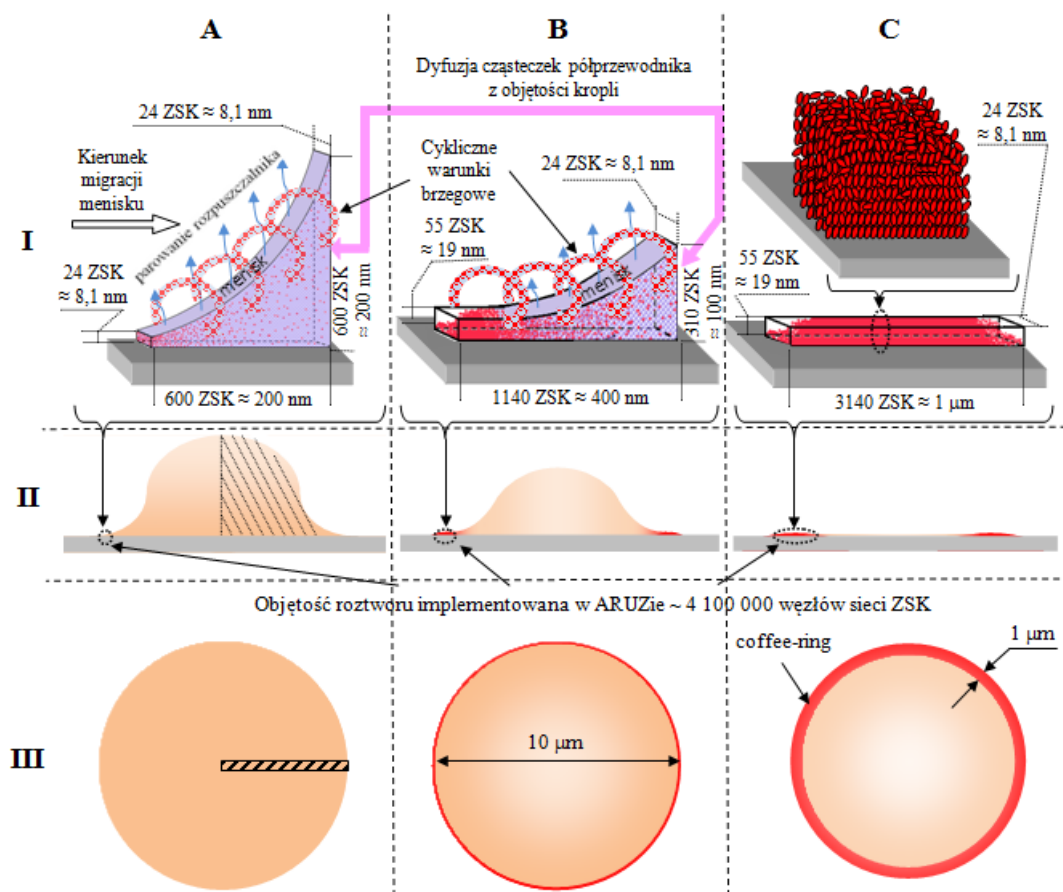 A
B
C
I
24 ZSK ≈ 8,1 nm
Kierunek
migracji
menisku
parowanie rozpuszczalnika
menisk
24 ZSK
≈ 8,1 nm
600 ZSK
≈ 200 nm
600 ZSK ≈ 200 nm
Dyfuzja cząsteczek półprzewodnika
z objętości kropli
Cykliczne
warunki
brzegowe
24 ZSK ≈ 8,1 nm
55 ZSK
≈ 19 nm
menisk
310 ZSK
≈ 100 nm
1140 ZSK ≈ 400 nm
24 ZSK
≈ 8,1 nm
55 ZSK
≈ 19 nm
3140 ZSK ≈ 1 μm
II
Objętość roztworu implementowana w ARUZie ~ 4 100 000 węzłów sieci ZSK
III
10 μm
coffee-ring
1 μm